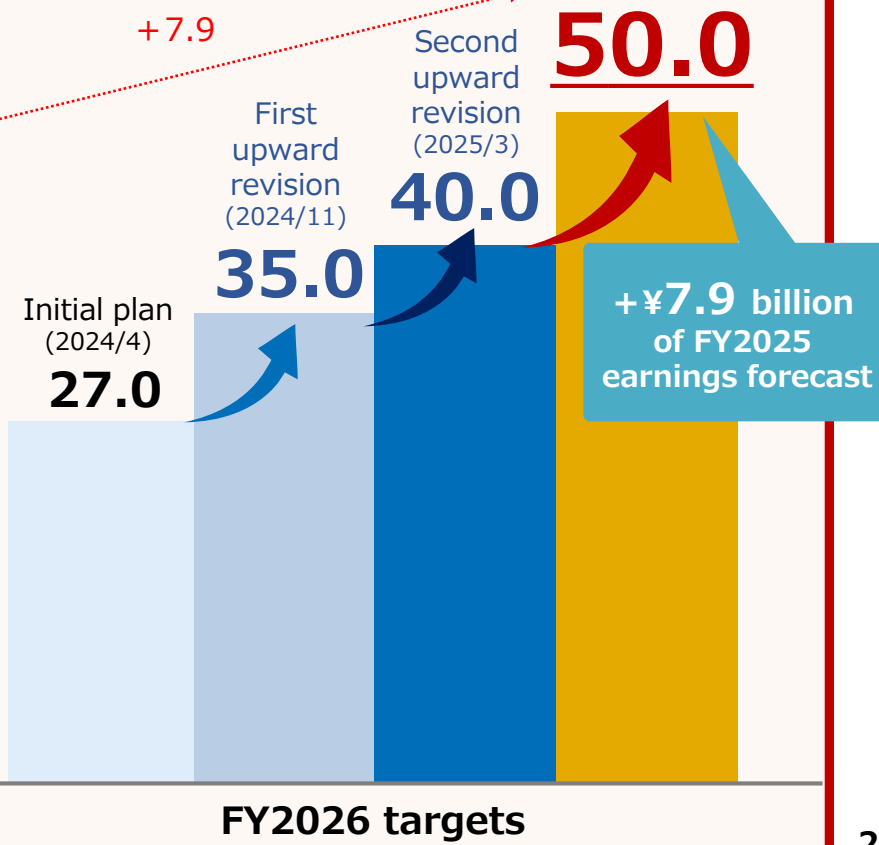 +7.9
Second
upward
revision
(2025/3)
40.0
50.0
First
upward
revision
(2024/11)
35.0
Initial plan
(2024/4)
27.0
+¥7.9 billion
of FY2025
earnings forecast
FY2026 targets
2